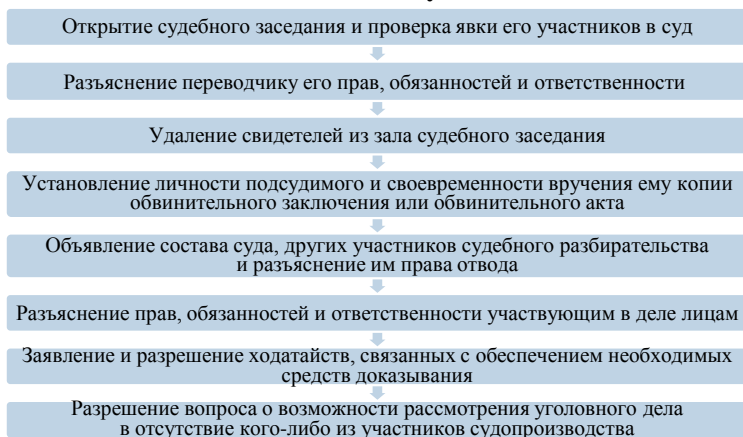 Открытие судебного заседания и проверка явки его участников в суд
Разъяснение переводчику его прав, обязанностей и ответственности
Удаление свидетелей из зала судебного заседания
Установление личности подсудимого и своевременности вручения ему копии
обвинительного заключения или обвинительного акта
Объявление состава суда, других участников судебного разбирательства
и разъяснение им права отвода
Разъяснение прав, обязанностей и ответственности участвующим в деле лицам
Заявление и разрешение ходатайств, связанных с обеспечением необходимых
средств доказывания
Разрешение вопроса о возможности рассмотрения уголовного дела
в отсутствие кого-либо из участников судопроизводства